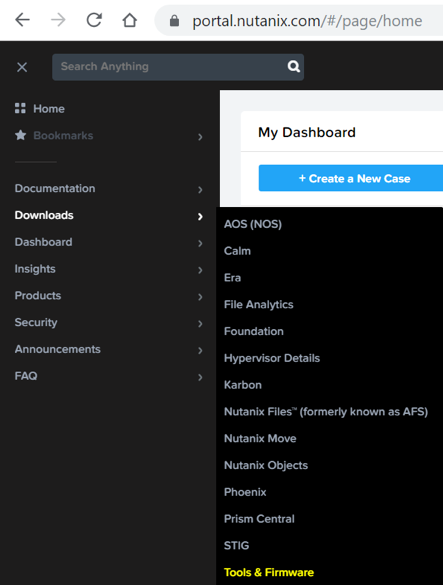 portal.nutanix.com/#/page/home
Search Anything
Home
Bookmarks
Documentation
Downloads
Dashboard
Insights
Products
Security
Announcements
FAQ
My Dashboard
+ Create a New Case
AOS (NOS)
Calm
Era
File Analytics
Foundation
Hypervisor Details
Karbon
Nutanix Files™ (formerly known as AFS)
Nutanix Move
Nutanix Objects
Phoenix
Prism Central
STIG
Tools & Firmware